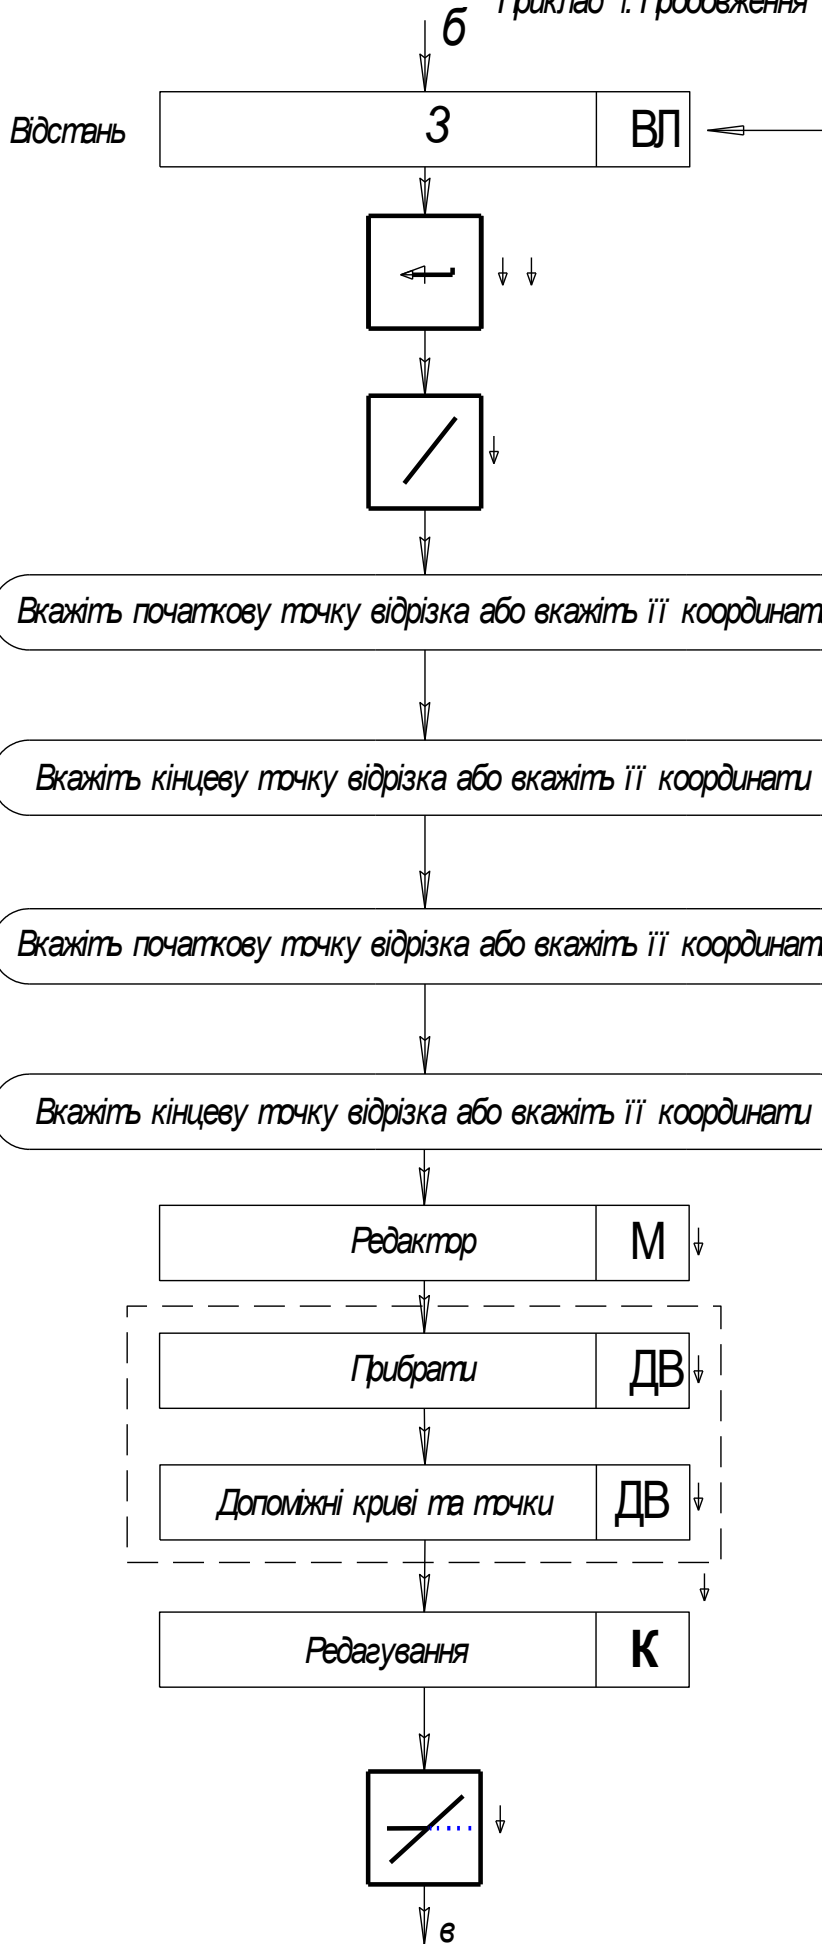 Приклад 1. Продовження
б
Відстань
3
ВЛ
Вкажіть початкову точку відрізка або вкажіть її координат
Вкажіть кінцеву точку відрізка або вкажіть її координати
Вкажіть початкову точку відрізка або вкажіть її координат
Вкажіть кінцеву точку відрізка або вкажіть її координати
Редактор
М
Прибрати
ДВ
Допоміжні криві та точки
ДВ
Редагування
К
в